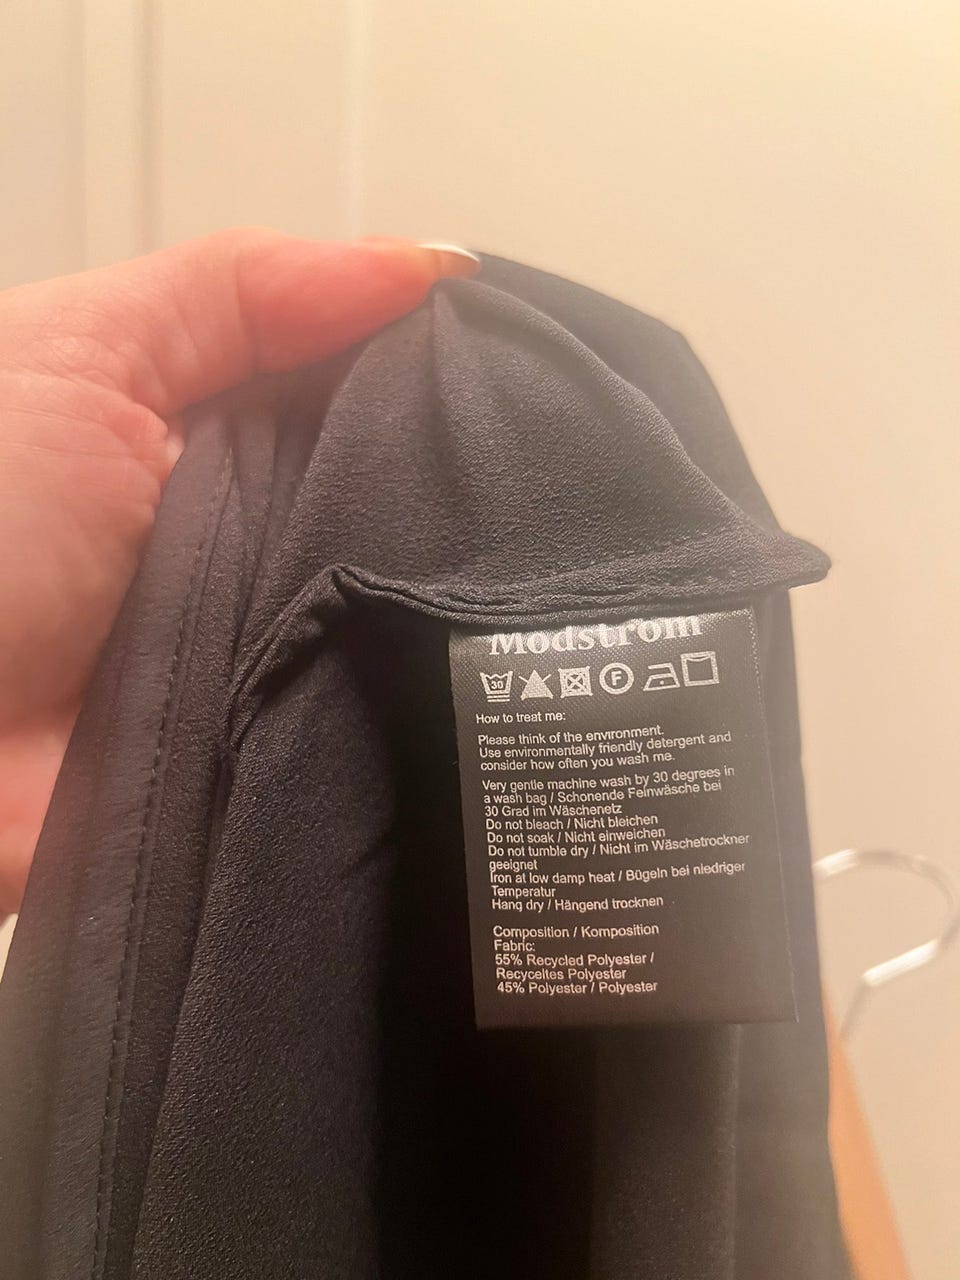 Modström
30 F
How to treat me:
Please think of the environment.
Use environmentally friendly detergent and
consider how often you wash me.
Very gentle machine wash by 30 degrees in
a wash bag / Schonende Feinwäsche bei
30 Grad im Wäschenetz
Do not bleach / Nicht bleichen
Do not soak / Nicht einweichen
Do not tumble dry / Nicht im Wäschetrockner
geeignet
Iron at low damp heat / Bügeln bei niedriger
Temperatur
Hang dry / Hängend trocknen
Composition / Komposition
Fabric:
55% Recycled Polyester /
Recyceltes Polyester
45% Polyester / Polyester